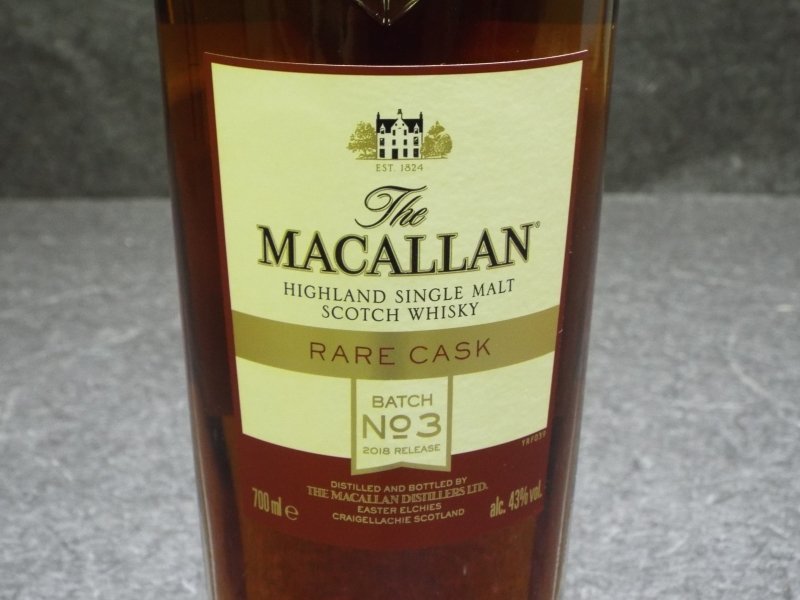 EST. 1824
The
MACALLAN®
HIGHLAND SINGLE MALT
SCOTCH WHISKY
RARE CASK
BATCH
Nº3
2018 RELEASE
DISTILLED AND BOTTLED BY
THE MACALLAN DISTILLERS LTD.
EASTER ELCHIES
CRAIGELLACHIE SCOTLAND
700 ml e
alc. 43% vol.